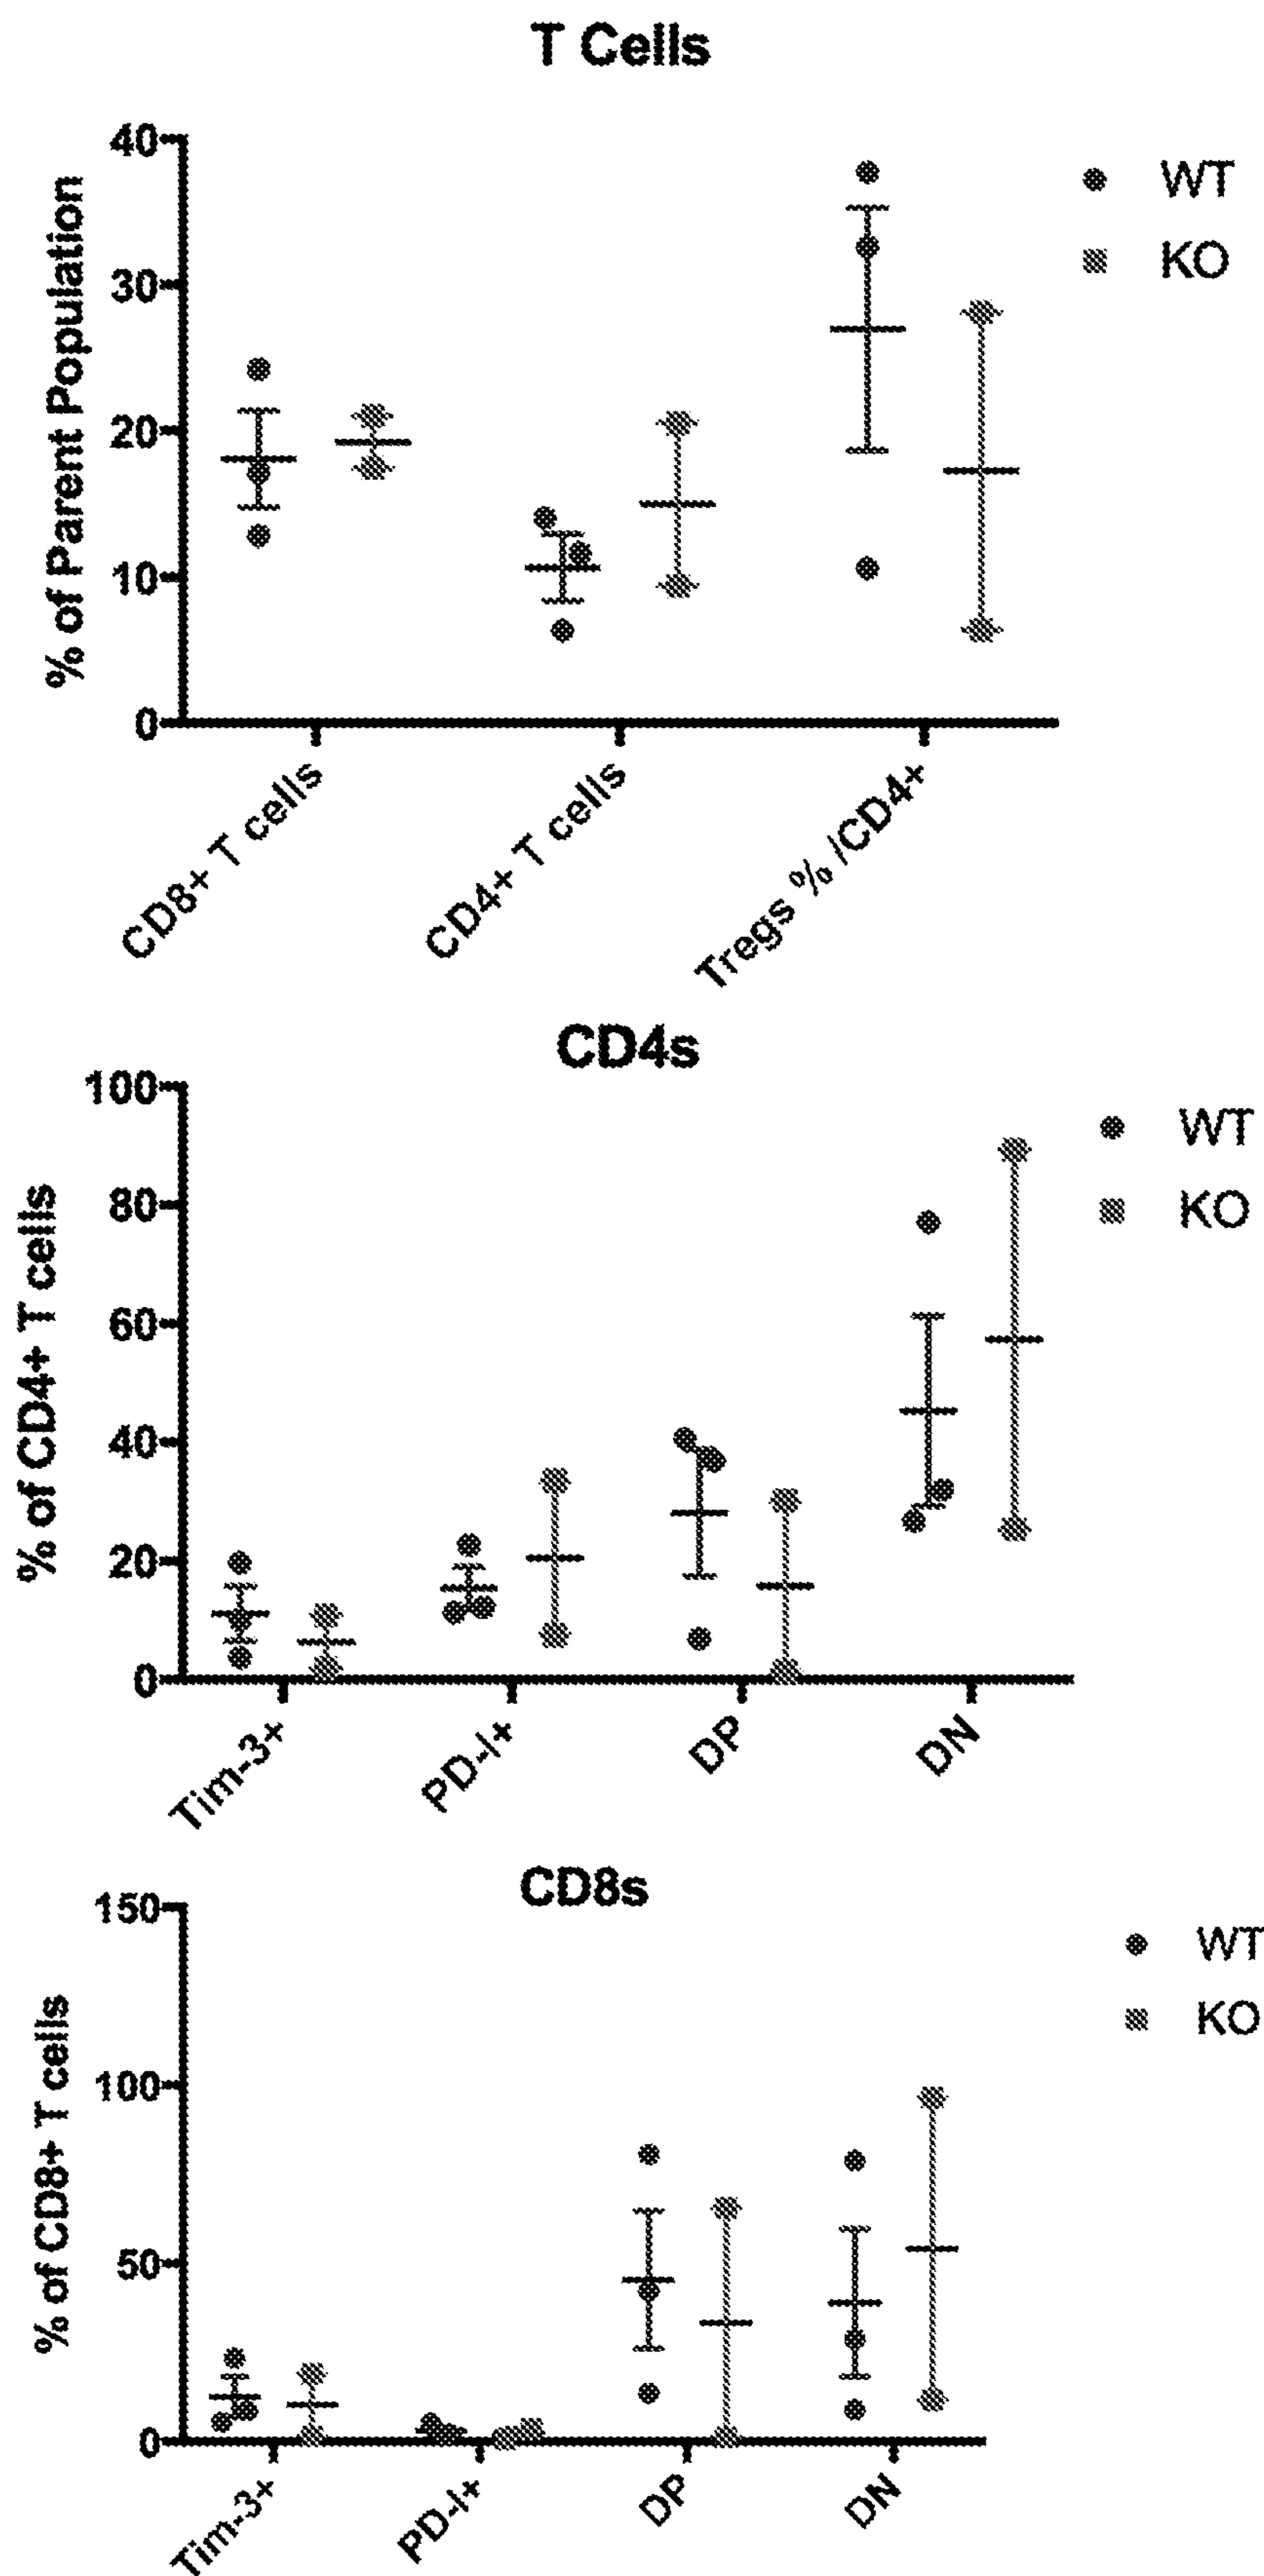 T Cells
% of Parent Population
40
30
20
10
0
WT
KO
CD8+ T cells
CD4+ T cells
Tregs % /CD4+
CD4s
% of CD4+ T cells
100
80
60
40
20
0
WT
KO
Tim-3+
PD-I+
DP
DN
CD8s
% of CD8+ T cells
150
100
50
0
WT
KO
Tim-3+
PD-I+
DP
DN